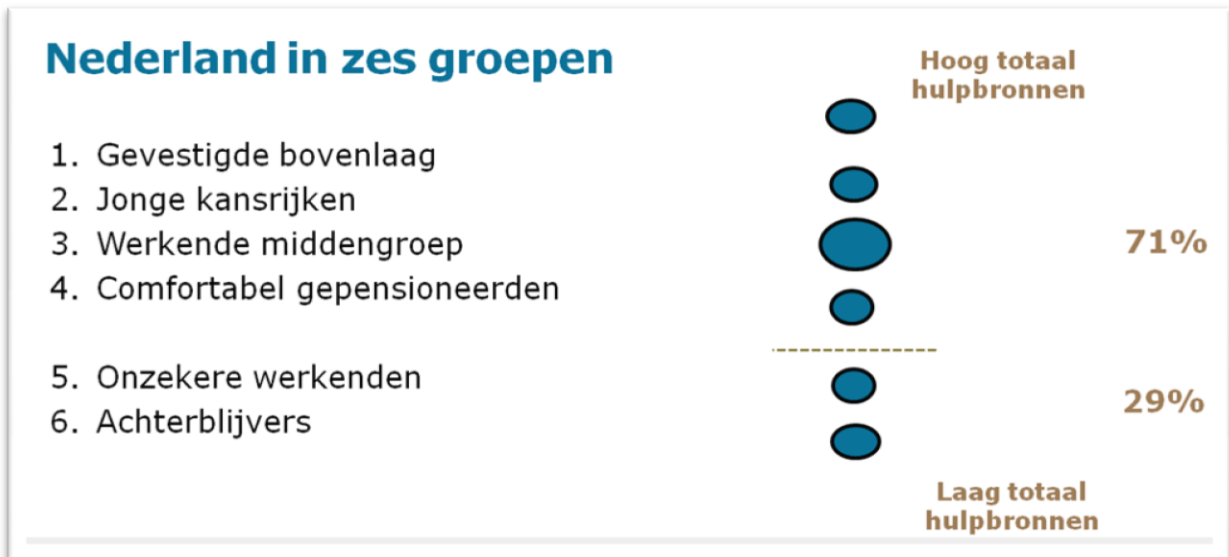 Nederland in zes groepen
Hoog totaal
hulpbronnen
1. Gevestigde bovenlaag
2. Jonge kansrijken
3. Werkende middengroep
4. Comfortabel gepensioneerden
71%
5. Onzekere werkenden
6. Achterblijvers
29%
Laag totaal
hulpbronnen